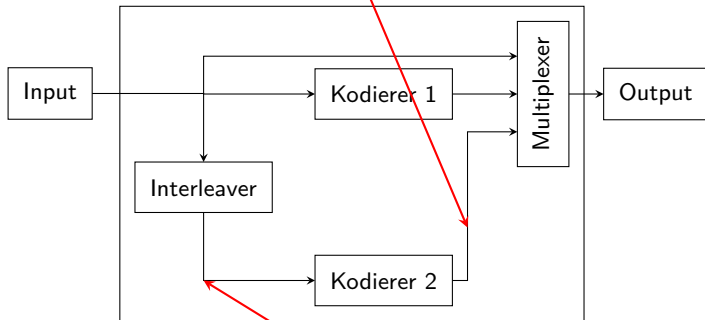 Input
Kodierer 1
Multiplexer
Output
Interleaver
Kodierer 2